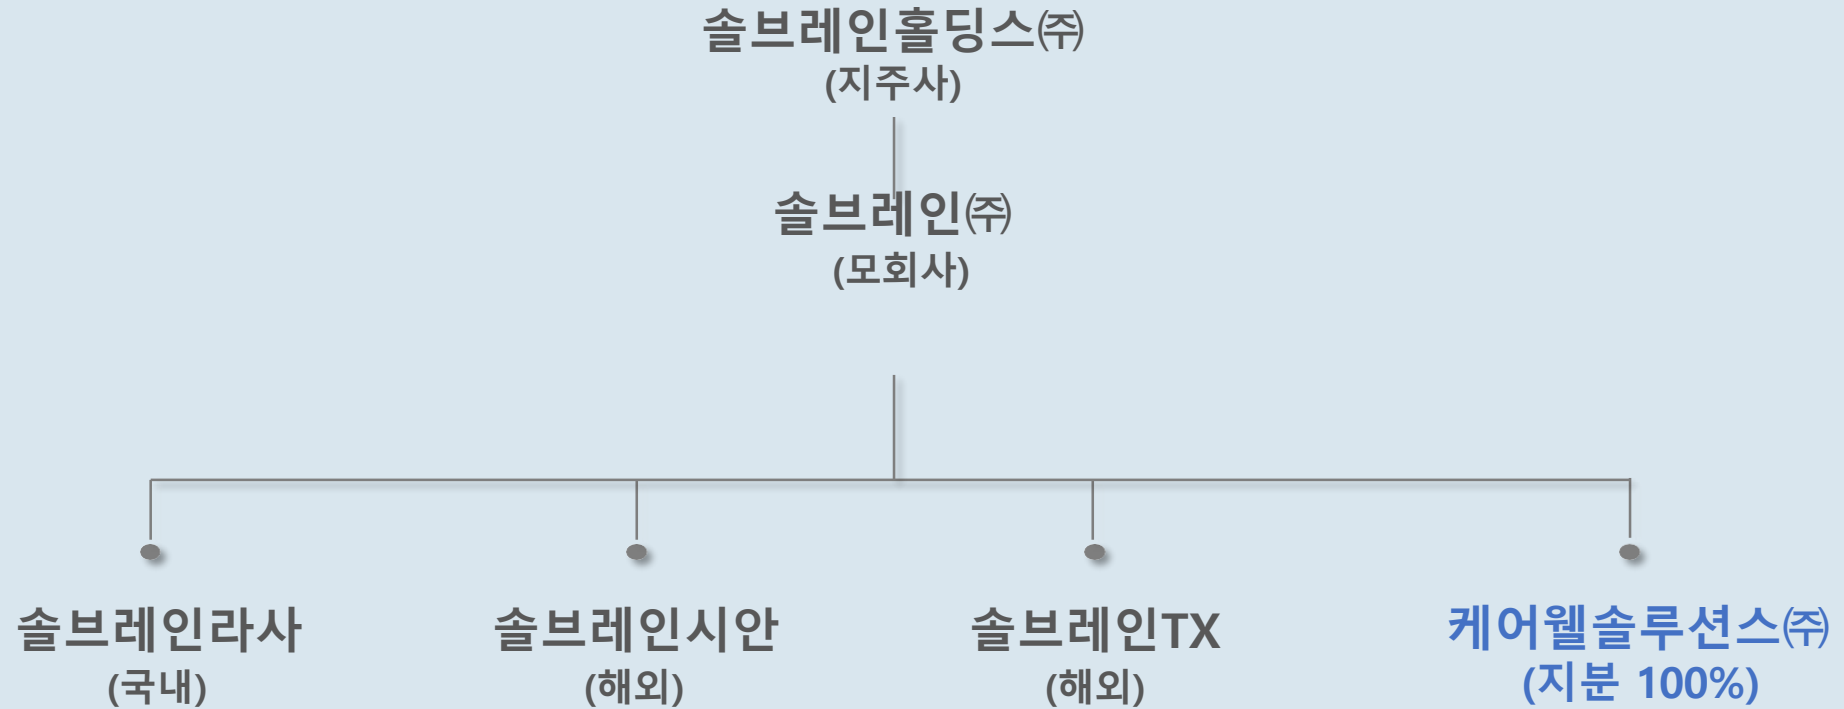 솔브레인홀딩스㈜
(지주사)
솔브레인㈜
(모회사)
솔브레인라사
(국내)
솔브레인시안
(해외)
솔브레인TX
(해외)
케어웰솔루션스㈜
(지분 100%)